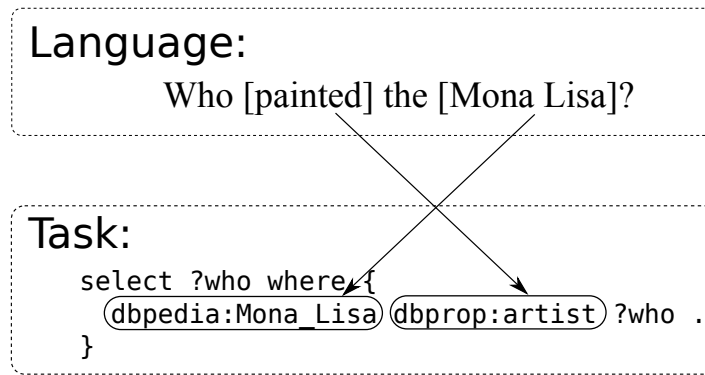 Language:
Who [painted] the [Mona Lisa]?
Task:
select ?who where {
dbpedia:Mona_Lisa dbprop:artist ?who .
}